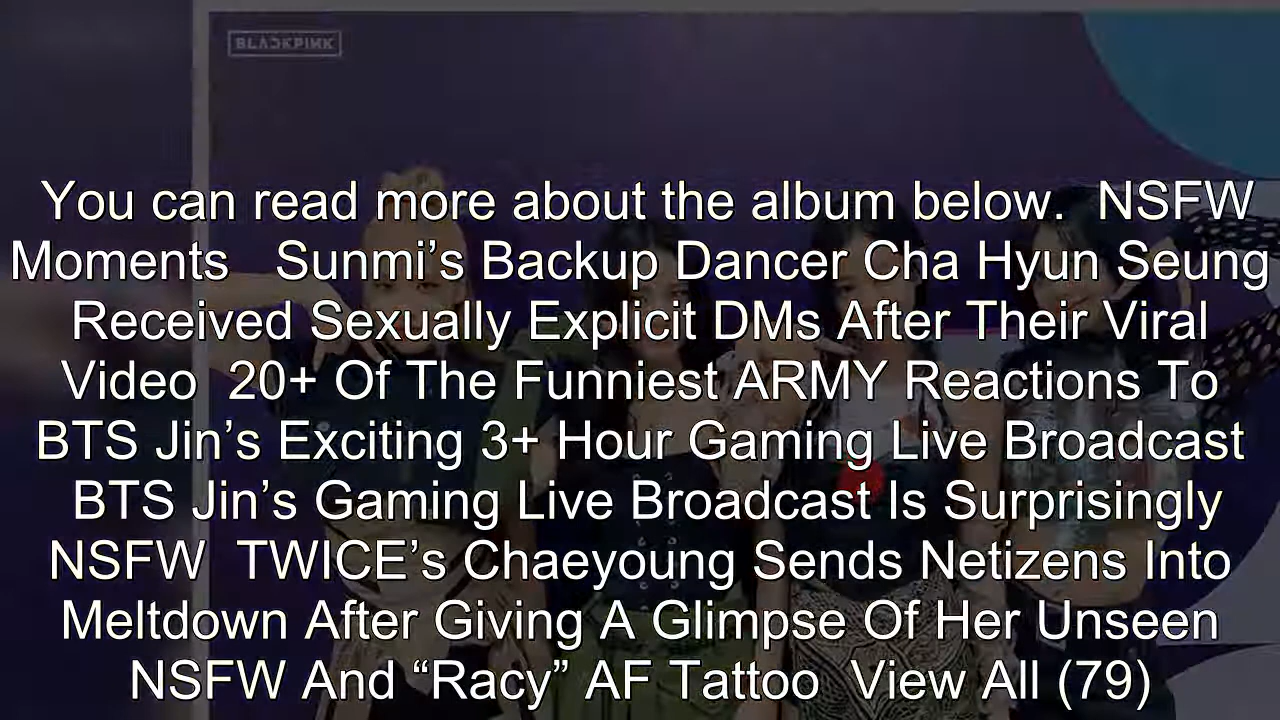 BLACKPINK
You can read more about the album below. NSFW
Moments Sunmi’s Backup Dancer Cha Hyun Seung
Received Sexually Explicit DMs After Their Viral
Video 20+ Of The Funniest ARMY Reactions To
BTS Jin’s Exciting 3+ Hour Gaming Live Broadcast
BTS Jin’s Gaming Live Broadcast Is Surprisingly
NSFW TWICE’s Chaeyoung Sends Netizens Into
Meltdown After Giving A Glimpse Of Her Unseen
NSFW And “Racy” AF Tattoo View All (79)